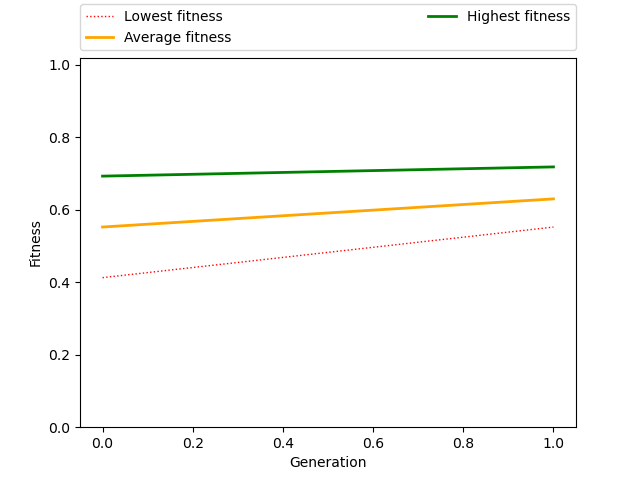 Lowest fitness
Average fitness
Highest fitness
1.0
0.8
0.6
0.4
0.2
0.0
Fitness
0.0 0.2 0.4 0.6 0.8 1.0
Generation